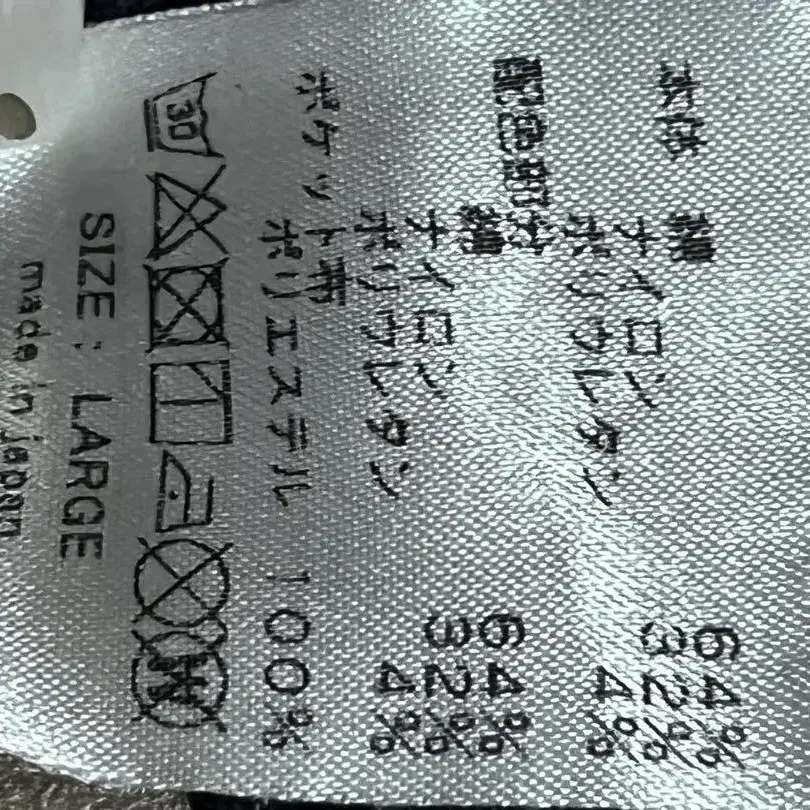 本体
綿 64%
ナイロン 32%
ポリウレタン 4%
配色部分
綿 64%
ナイロン 32%
ポリウレタン 4%
ポケット布
ポリエステル 100%
30
W
SIZE: LARGE
made in japan